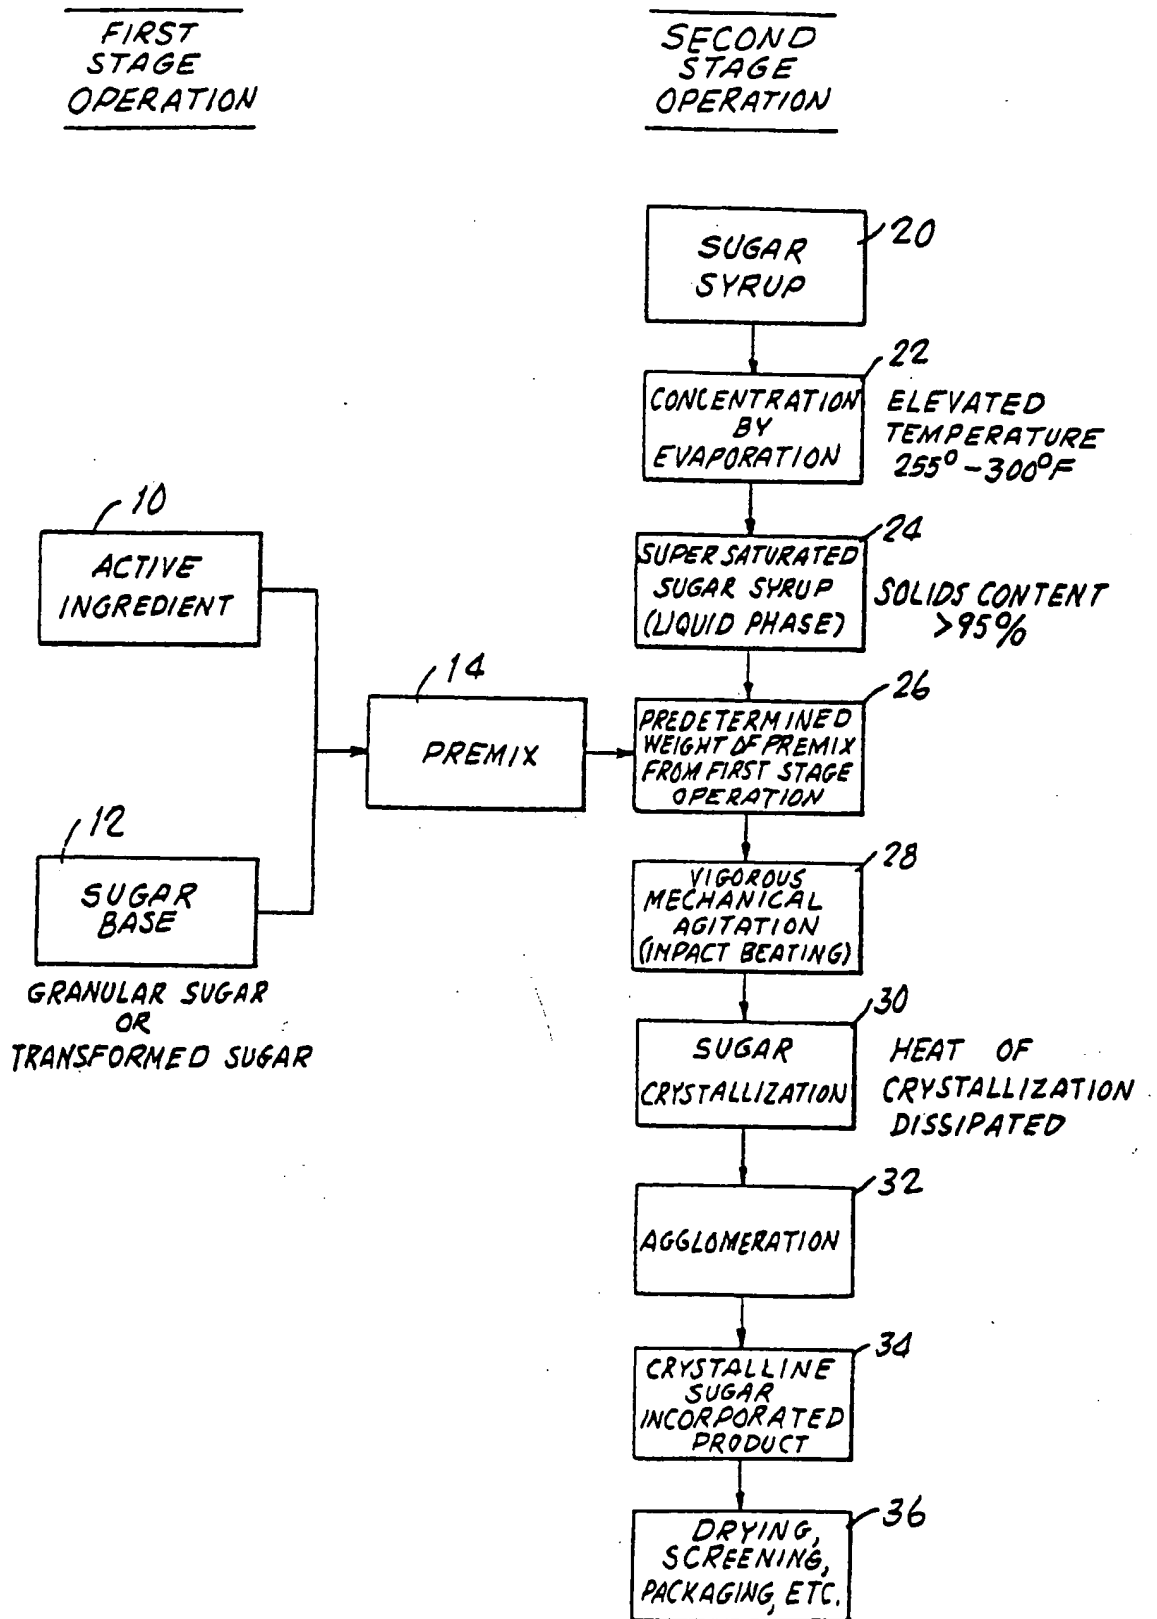 FIRST
STAGE
OPERATION
SECOND
STAGE
OPERATION
20
SUGAR
SYRUP
22
CONCENTRATION
BY
EVAPORATION
ELEVATED
TEMPERATURE
255° - 300°F
10
ACTIVE
INGREDIENT
24
SUPER SATURATED
SUGAR SYRUP
(LIQUID PHASE)
SOLIDS CONTENT
>95%
14
PREMIX
26
PREDETERMINED
WEIGHT OF PREMIX
FROM FIRST STAGE
OPERATION
12
SUGAR
BASE
GRANULAR SUGAR
OR
TRANSFORMED SUGAR
28
VIGOROUS
MECHANICAL
AGITATION
(IMPACT BEATING)
30
SUGAR
CRYSTALLIZATION
HEAT OF
CRYSTALLIZATION
DISSIPATED
32
AGGLOMERATION
34
CRYSTALLINE
SUGAR
INCORPORATED
PRODUCT
36
DRYING,
SCREENING,
PACKAGING, ETC.